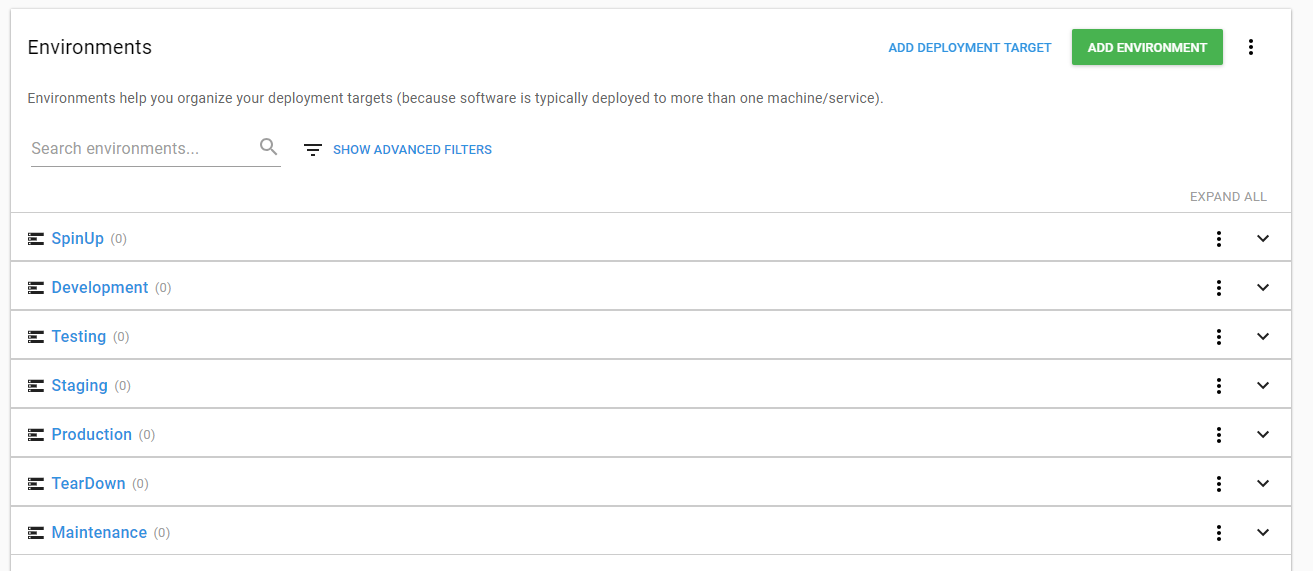 Environments
ADD DEPLOYMENT TARGET
ADD ENVIRONMENT
Environments help you organize your deployment targets (because software is typically deployed to more than one machine/service).
Search environments...
SHOW ADVANCED FILTERS
EXPAND ALL
SpinUp (0)
Development (0)
Testing (0)
Staging (0)
Production (0)
TearDown (0)
Maintenance (0)